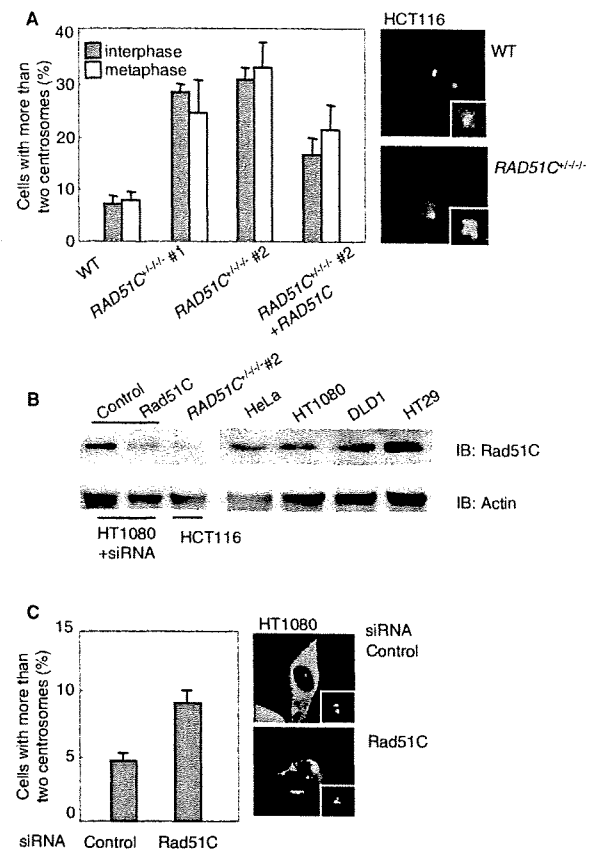 A
HCT116
interphase
metaphase
WT
RAD51C+/-/-/-
Cells with more than
two centrosomes (%)
40
30
20
10
0
WT
RAD51C+/-/-/- #1
RAD51C+/-/-/- #2
RAD51C+/-/-/- #2
+RAD51C
B
Control
Rad51C
RAD51C+/-/-/-#2
HeLa
HT1080
DLD1
HT29
IB: Rad51C
IB: Actin
HT1080
+siRNA
HCT116
C
Cells with more than
two centrosomes (%)
15
10
5
0
siRNA Control Rad51C
HT1080
siRNA
Control
Rad51C